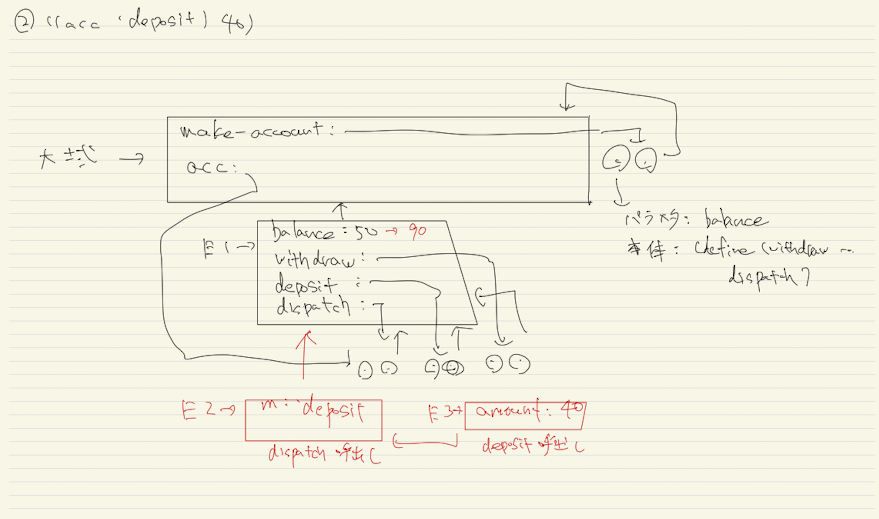 ② ((acc 'deposit) 40)
make-account:
大域 →
acc:
パラメタ: balance
本体: (define (withdraw …
dispatch)
E1→
balance: 50 → 90
withdraw:
deposit:
dispatch:
E2→
m: 'deposit
E3→
amount: 40
dispatch 呼出し
deposit 呼出し